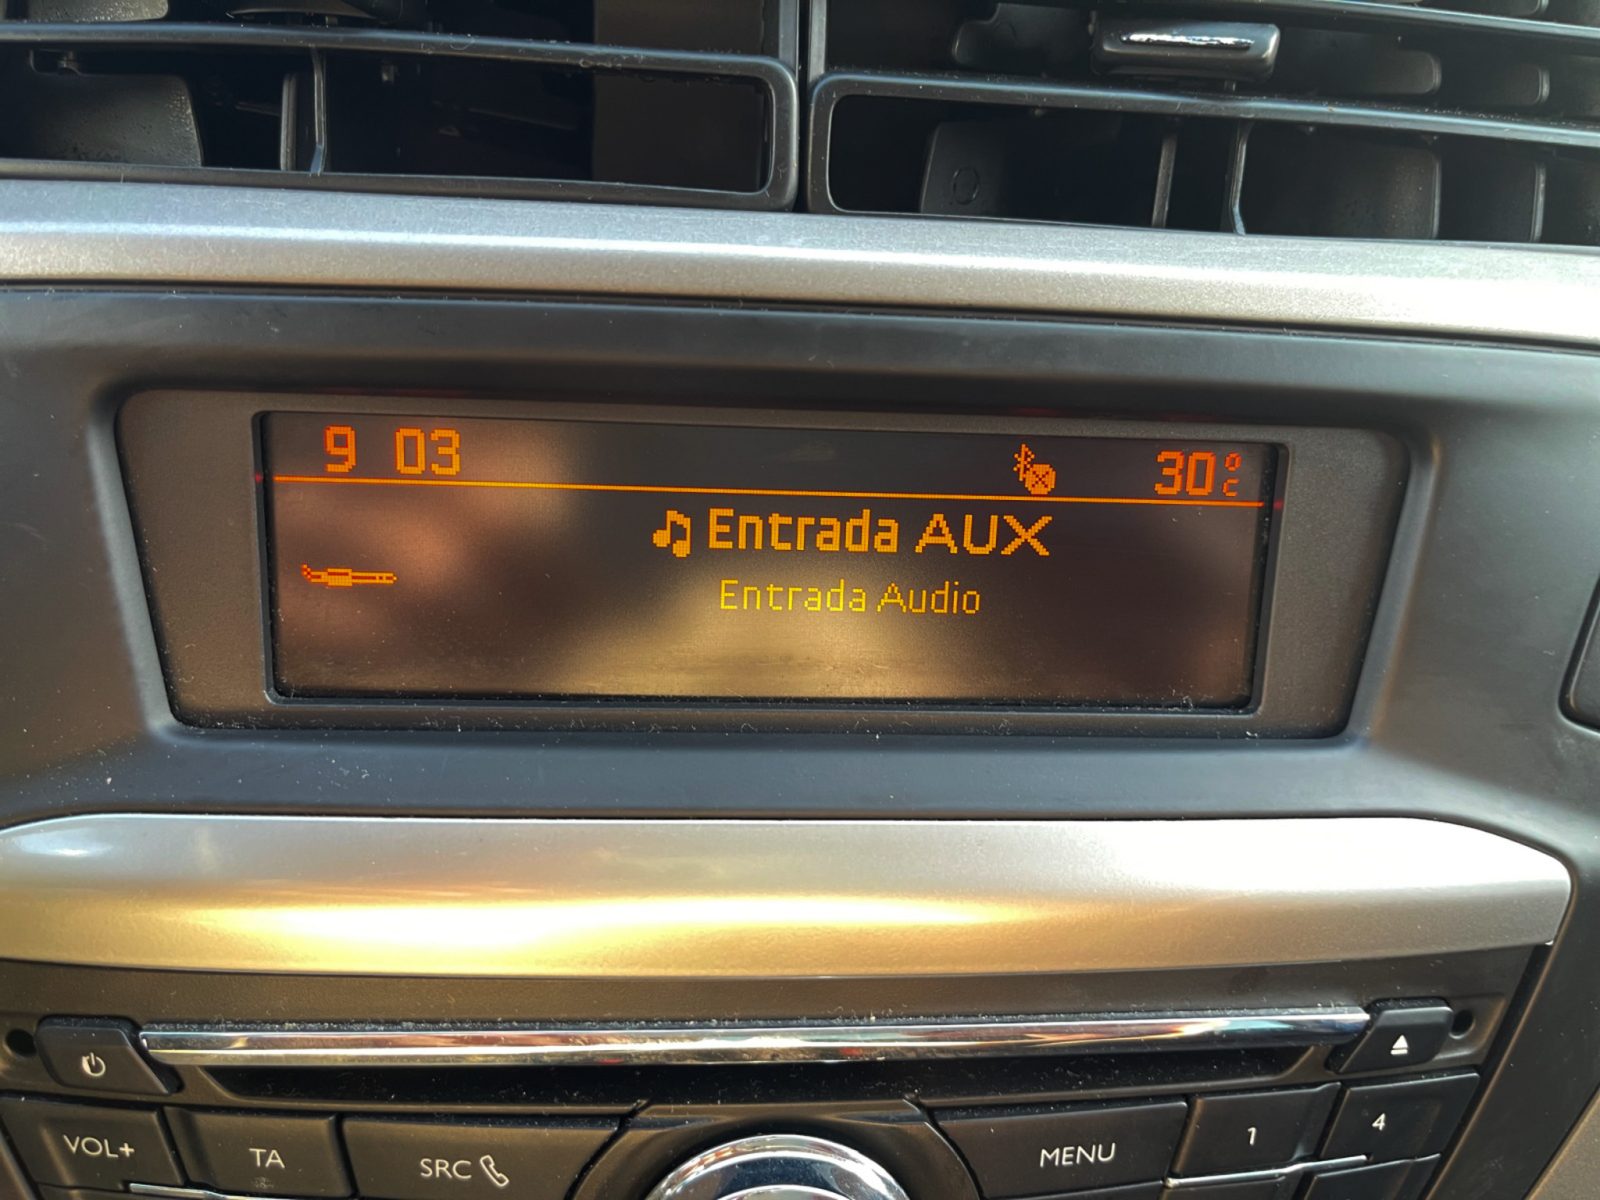 9 03 30°C
Entrada AUX
Entrada Audio
VOL+ TA SRC MENU 1 4